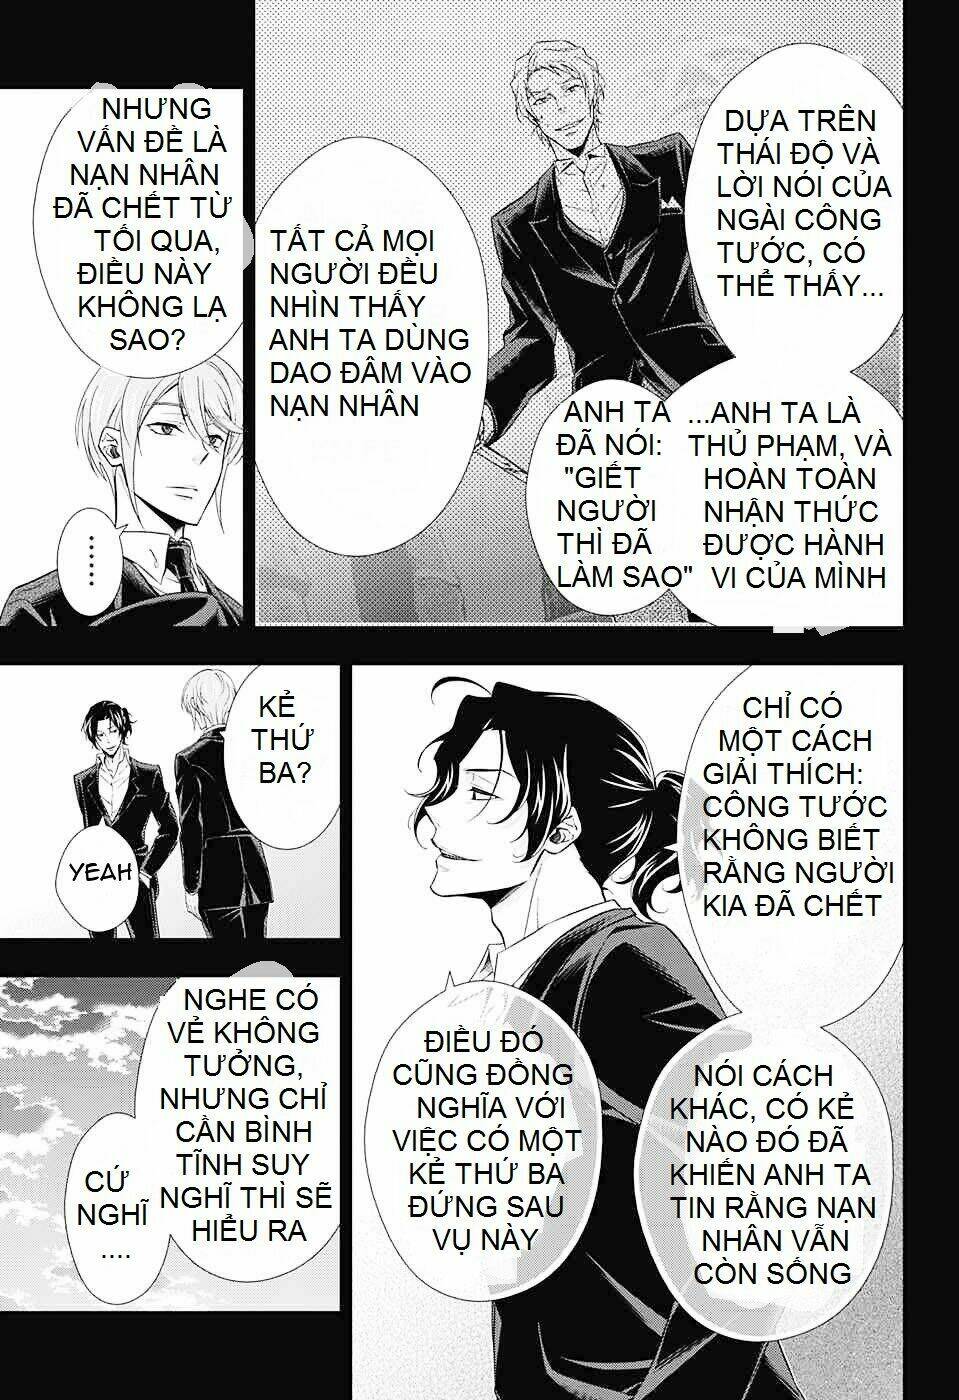 DỰA TRÊN
THÁI ĐỘ VÀ
LỜI NÓI CỦA
NGÀI CÔNG
TƯỚC, CÓ
THỂ THẤY...
...ANH TA LÀ
THỦ PHẠM, VÀ
HOÀN TOÀN
NHẬN THỨC
ĐƯỢC HÀNH
VI CỦA MÌNH
ANH TA
ĐÃ NÓI:
"GIẾT
NGƯỜI
THÌ ĐÃ
LÀM SAO"
TẤT CẢ MỌI
NGƯỜI ĐỀU
NHÌN THẤY
ANH TA DÙNG
DAO ĐÂM VÀO
NẠN NHÂN
NHƯNG
VẤN ĐỀ LÀ
NẠN NHÂN
ĐÃ CHẾT TỪ
TỐI QUA,
ĐIỀU NÀY
KHÔNG LẠ
SAO?
......
CHỈ CÓ
MỘT CÁCH
GIẢI THÍCH:
CÔNG TƯỚC
KHÔNG BIẾT
RẰNG NGƯỜI
KIA ĐÃ CHẾT
NÓI CÁCH
KHÁC, CÓ KẺ
NÀO ĐÓ ĐÃ
KHIẾN ANH TA
TIN RẰNG NẠN
NHÂN VẪN
CÒN SỐNG
ĐIỀU ĐÓ
CŨNG ĐỒNG
NGHĨA VỚI
VIỆC CÓ MỘT
KẺ THỨ BA
ĐỨNG SAU
VỤ NÀY
KẺ
THỨ
BA?
YEAH
NGHE CÓ
VẺ KHÔNG
TƯỞNG,
NHƯNG CHỈ
CẦN BÌNH
TĨNH SUY
NGHĨ THÌ SẼ
HIỂU RA
CỨ
NGHĨ
....